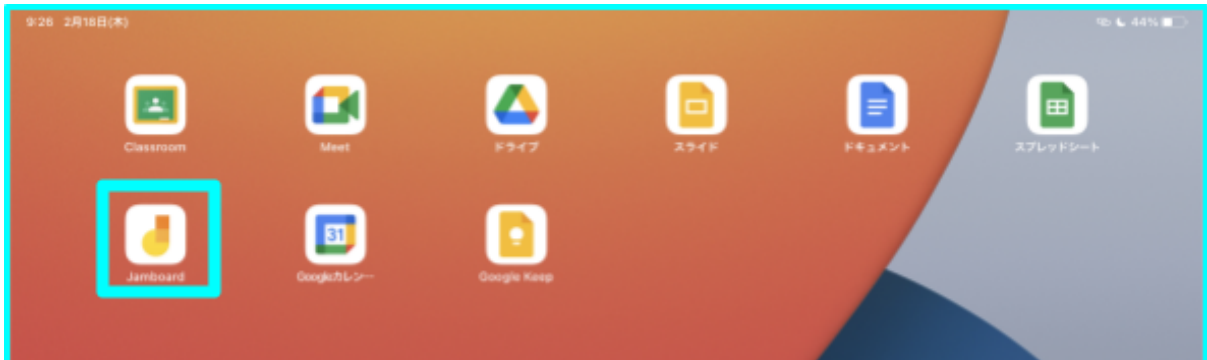 9:26 2月18日(木)
44%
Classroom
Meet
ドライブ
スライド
ドキュメント
スプレッドシート
Jamboard
31
Googleカレン…
Google Keep